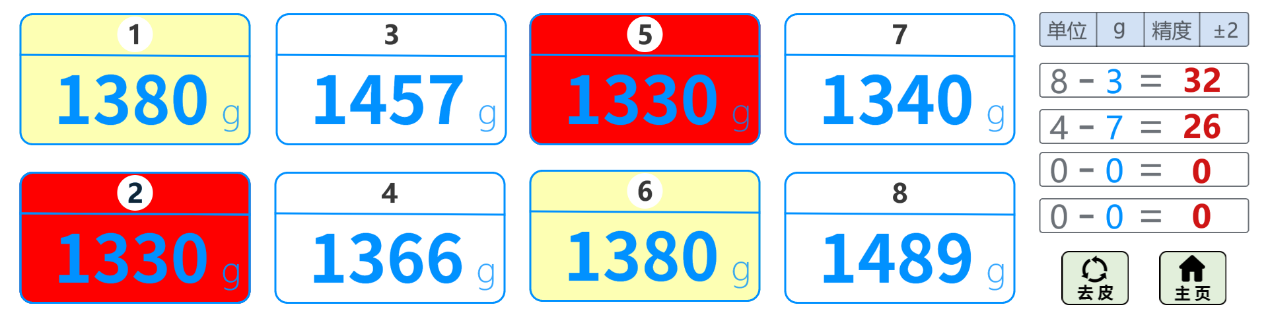 1
1380 g
3
1457 g
5
1330 g
7
1340 g
2
1330 g
4
1366 g
6
1380 g
8
1489 g
单位 g 精度 ±2
8 - 3 = 32
4 - 7 = 26
0 - 0 = 0
0 - 0 = 0
去皮
主页